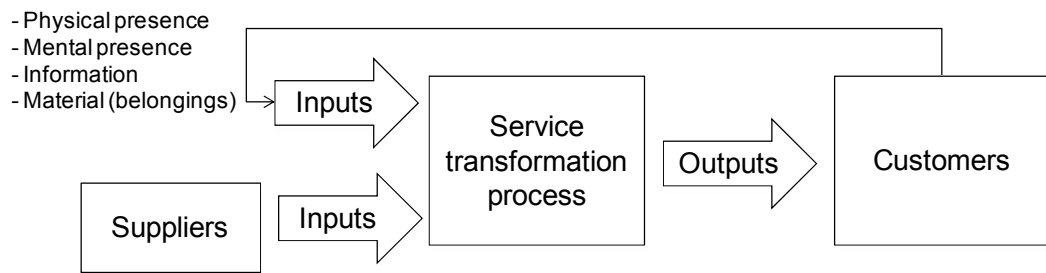 - Physical presence
- Mental presence
- Information
- Material (belongings)
Inputs
Service
transformation
process
Outputs
Customers
Suppliers
Inputs